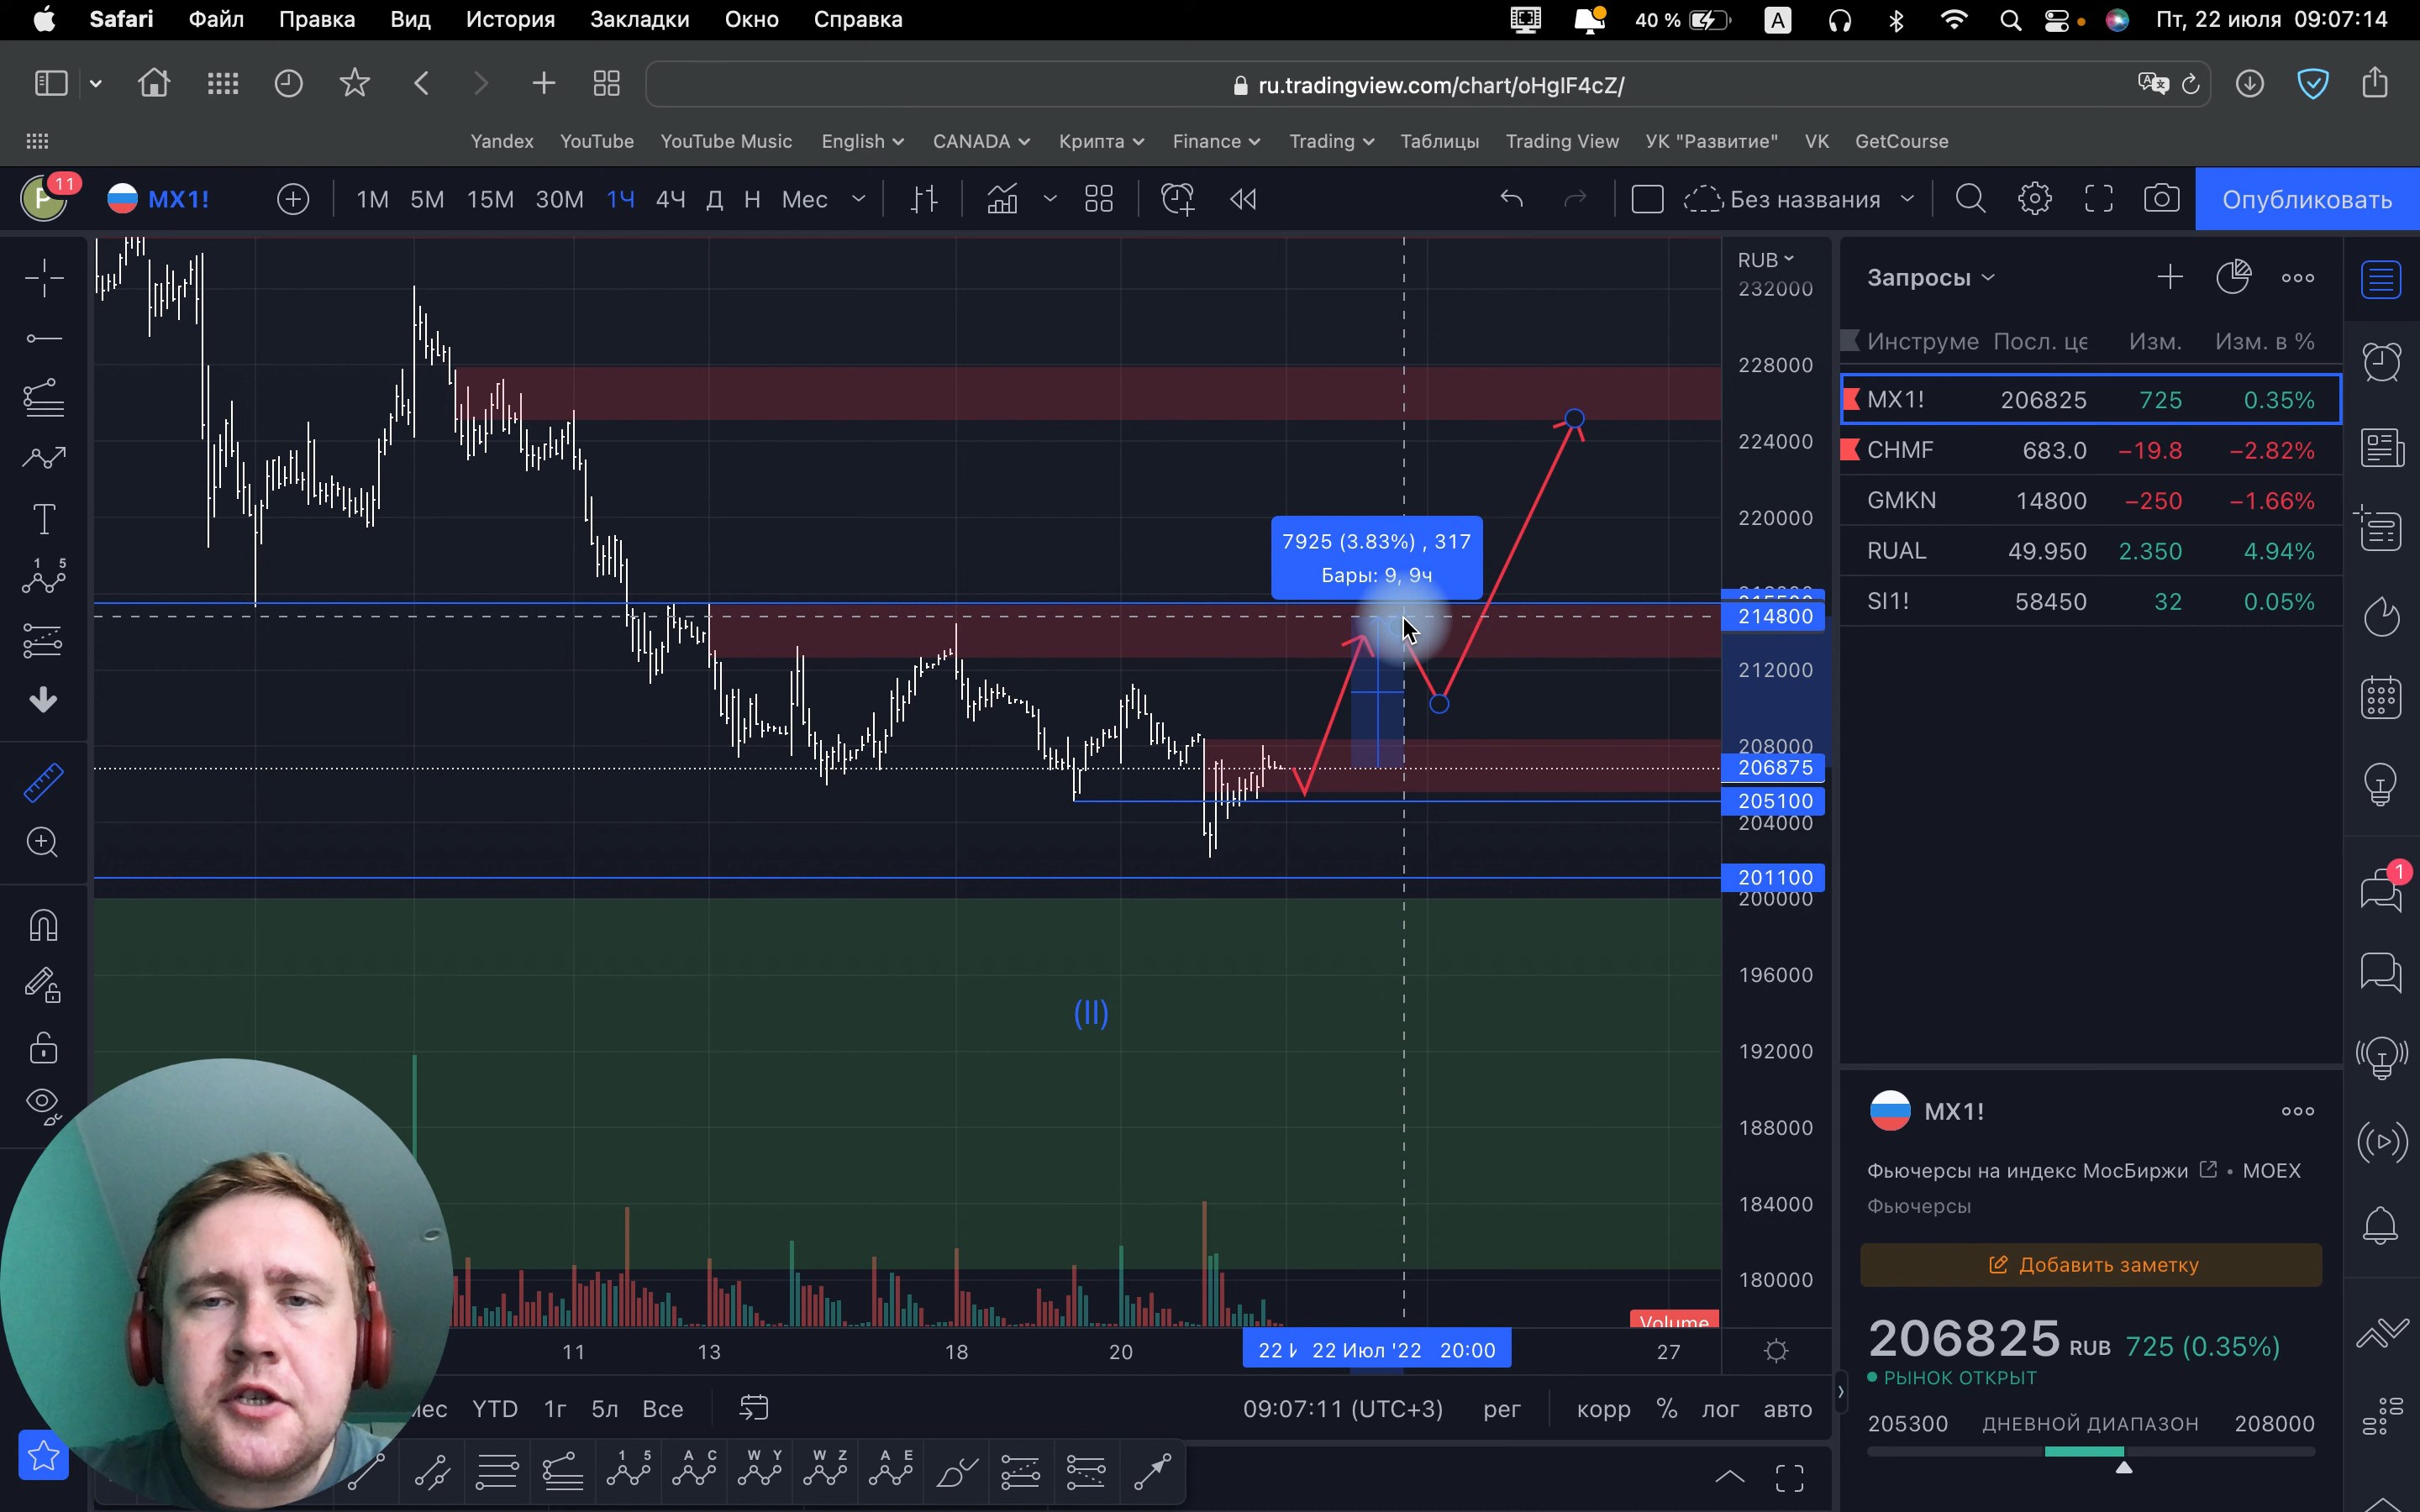 Safari Файл Правка Вид История Закладки Окно Справка 40 % A Пт, 22 июля 09:07:14
ru.tradingview.com/chart/oHgIF4cZ/
Yandex YouTube YouTube Music English CANADA Крипта Finance Trading Таблицы Trading View УК "Развитие" VK GetCourse
P 11 MX1! 1М 5М 15М 30М 1Ч 4Ч Д Н Мес Без названия Опубликовать
RUB
232000
228000
224000
220000
7925 (3.83%) , 317
Бары: 9, 9ч
214800
212000
208000
206875
205100
204000
201100
200000
196000
(II)
192000
188000
184000
180000
Volume
11 13 18 20 22 Июл '22 20:00 27
YTD 1г 5л Все 09:07:11 (UTC+3) рег корр % лог авто
Запросы
Инструме Посл. це Изм. Изм. в %
MX1! 206825 725 0.35%
CHMF 683.0 −19.8 −2.82%
GMKN 14800 −250 −1.66%
RUAL 49.950 2.350 4.94%
SI1! 58450 32 0.05%
1
MX1!
Фьючерсы на индекс МосБиржи • MOEX
Фьючерсы
Добавить заметку
206825 RUB 725 (0.35%)
РЫНОК ОТКРЫТ
205300 ДНЕВНОЙ ДИАПАЗОН 208000